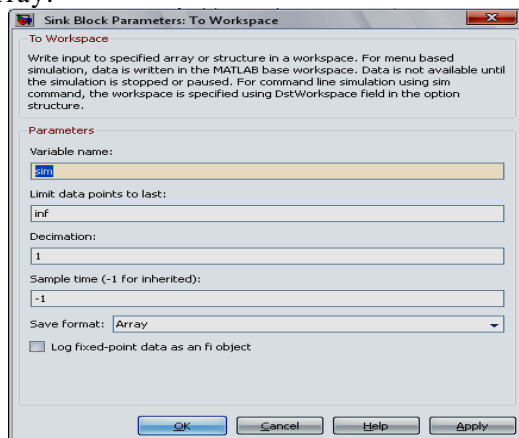 Sink Block Parameters: To Workspace
To Workspace
Write input to specified array or structure in a workspace. For menu based
simulation, data is written in the MATLAB base workspace. Data is not available until
the simulation is stopped or paused. For command line simulation using sim
command, the workspace is specified using DstWorkspace field in the option
structure.
Parameters
Variable name:
sim
Limit data points to last:
inf
Decimation:
1
Sample time (-1 for inherited):
-1
Save format: Array
Log fixed-point data as an fi object
OK Cancel Help Apply